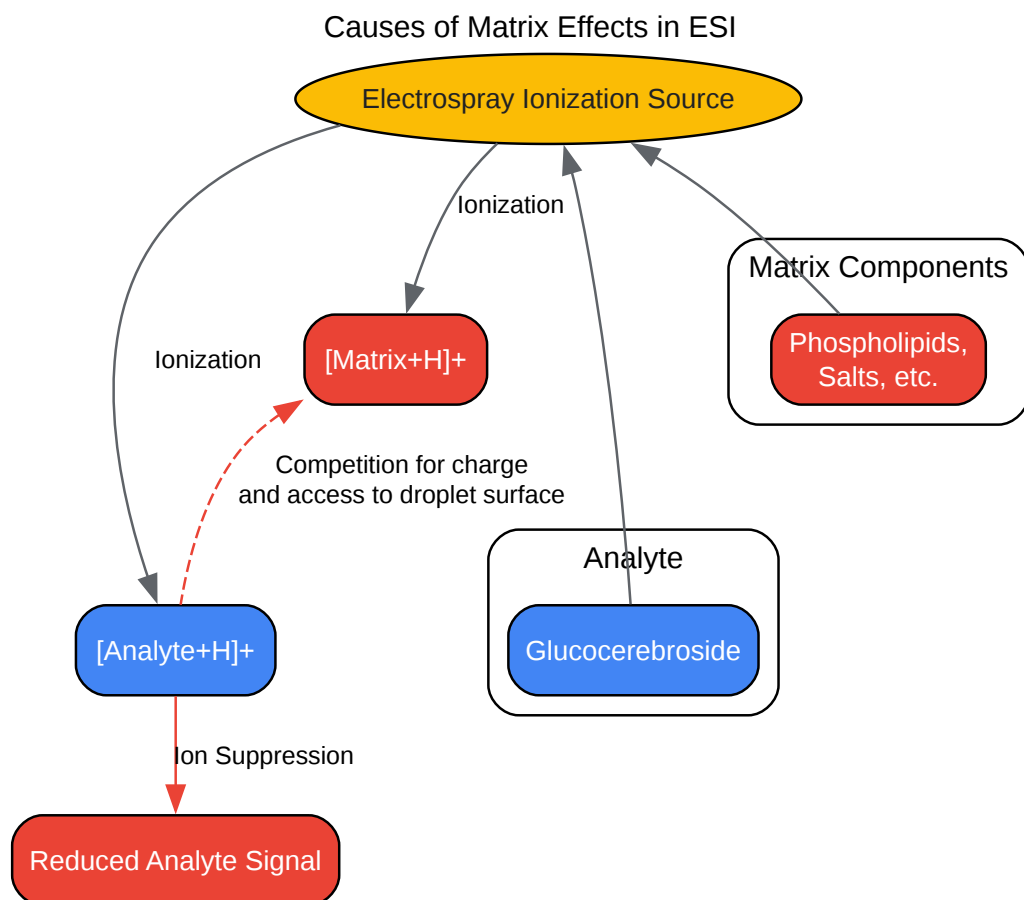 Causes of Matrix Effects in ESI
Electrospray Ionization Source
Ionization
Matrix Components
Phospholipids,
Salts, etc.
Ionization
[Matrix+H]+
Competition for charge
and access to droplet surface
Analyte
Glucocerebroside
[Analyte+H]+
Ion Suppression
Reduced Analyte Signal